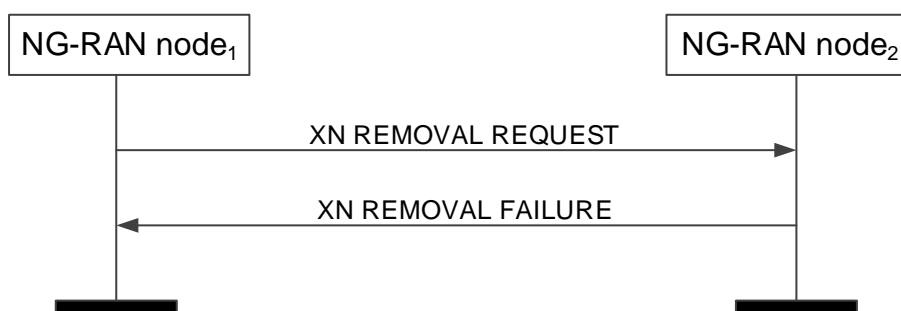 NG-RAN node₁
NG-RAN node₂
XN REMOVAL REQUEST
XN REMOVAL FAILURE